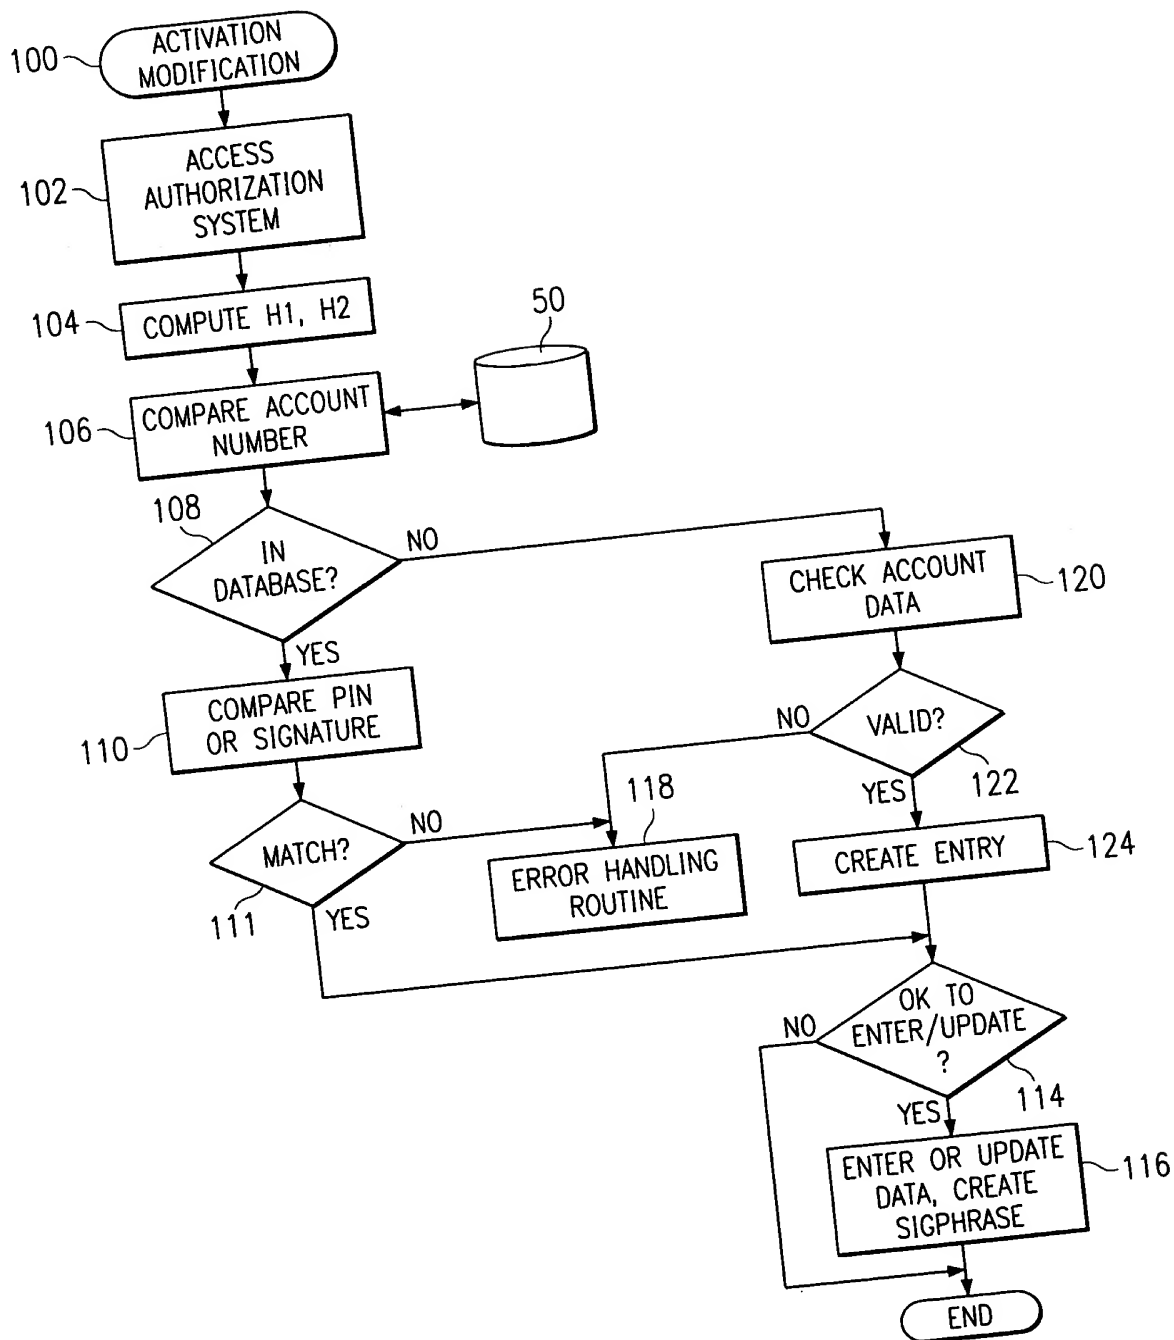 100
ACTIVATION
MODIFICATION
102
ACCESS
AUTHORIZATION
SYSTEM
104
COMPUTE H1, H2
50
106
COMPARE ACCOUNT
NUMBER
108
IN
DATABASE?
NO
YES
CHECK ACCOUNT
DATA
120
110
COMPARE PIN
OR SIGNATURE
NO
VALID?
122
YES
118
MATCH?
111
NO
YES
ERROR HANDLING
ROUTINE
CREATE ENTRY
124
OK TO
ENTER/UPDATE
?
NO
114
YES
ENTER OR UPDATE
DATA, CREATE
SIGPHRASE
116
END